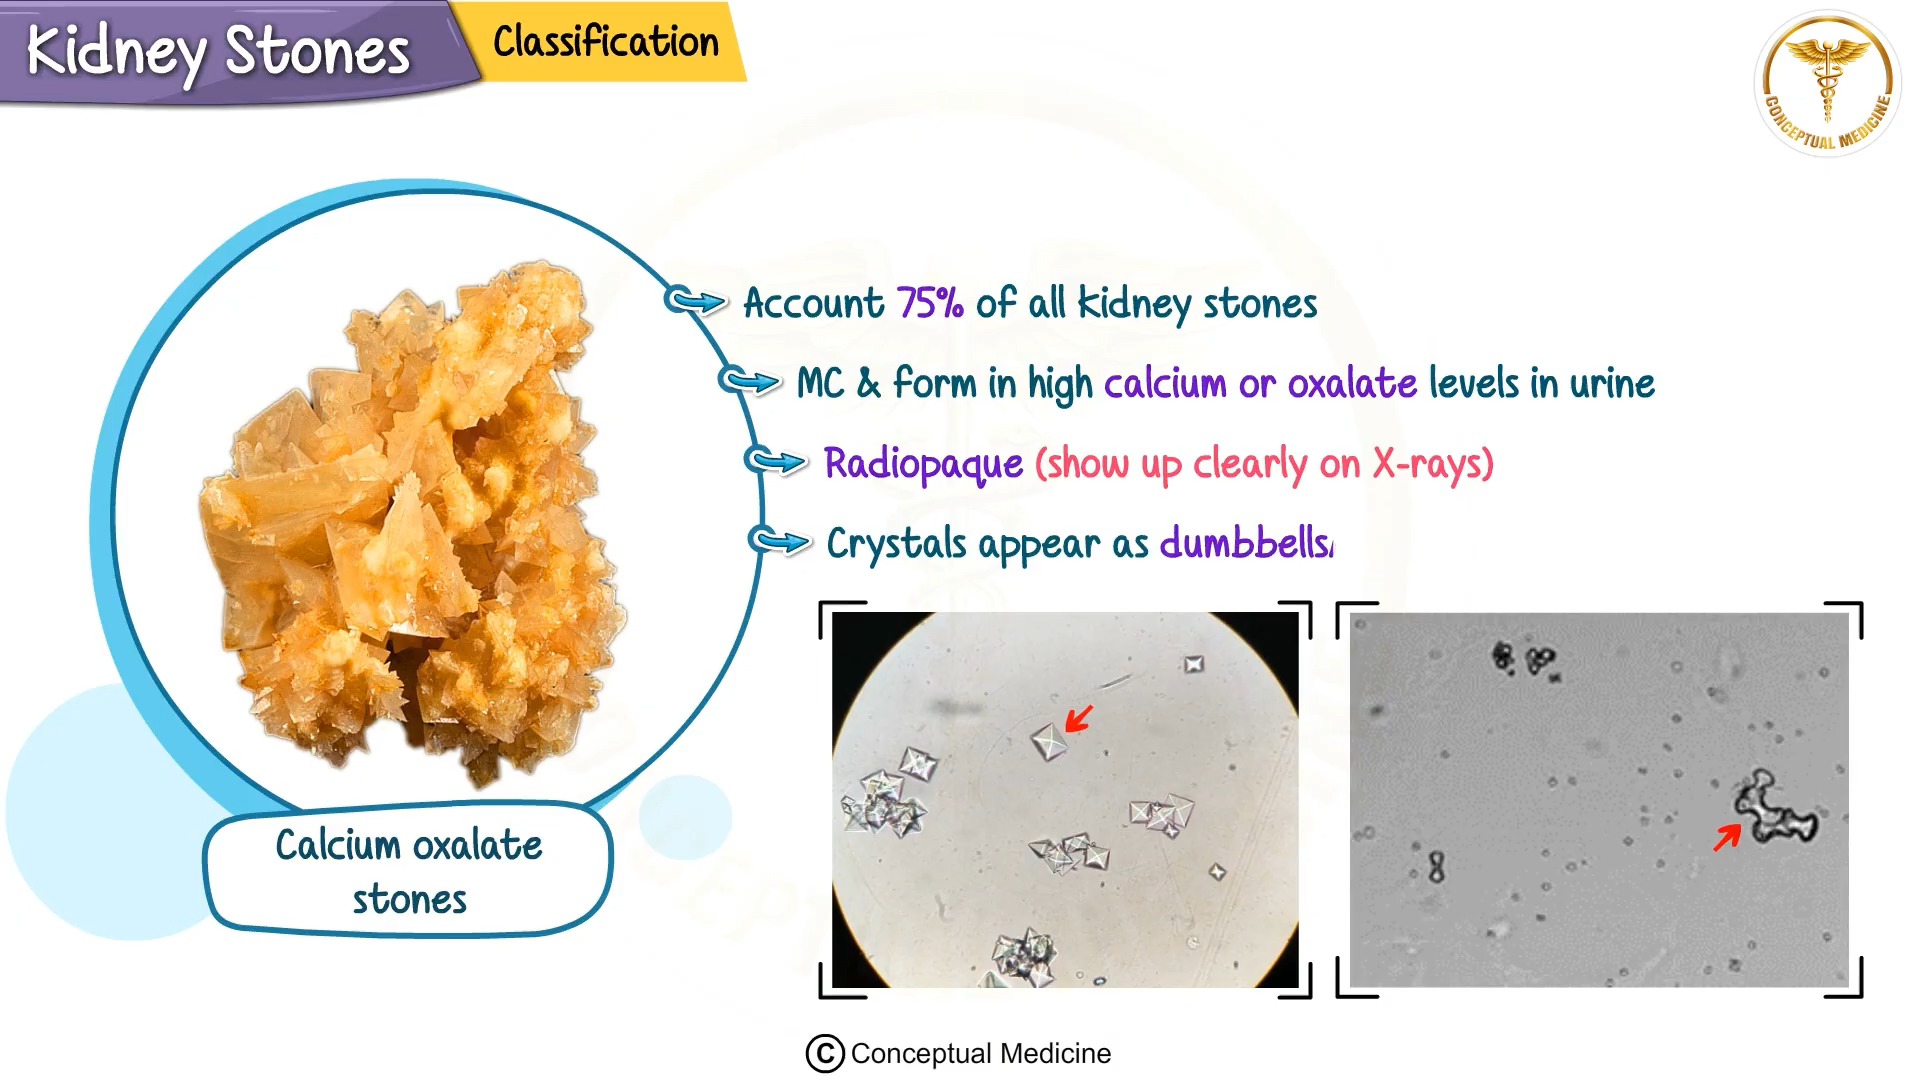 Kidney Stones
Classification
CONCEPTUAL MEDICINE
Account 75% of all kidney stones
MC & form in high calcium or oxalate levels in urine
Radiopaque (show up clearly on X-rays)
Crystals appear as dumbbells
Calcium oxalate
stones
© Conceptual Medicine